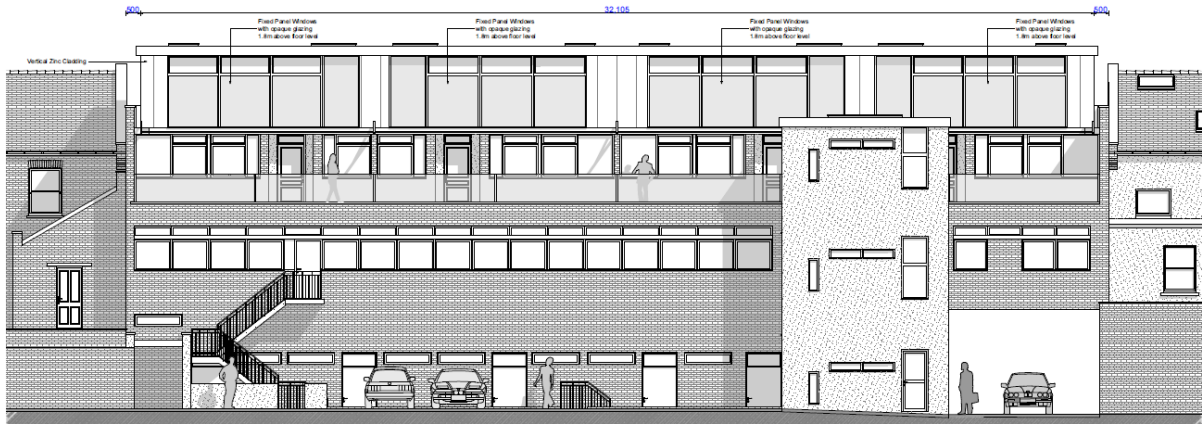 500
32.105
500
Fixed Panel Windows
with opaque glazing
1.8m above floor level
Fixed Panel Windows
with opaque glazing
1.8m above floor level
Fixed Panel Windows
with opaque glazing
1.8m above floor level
Fixed Panel Windows
with opaque glazing
1.8m above floor level
Vertical Zinc Cladding